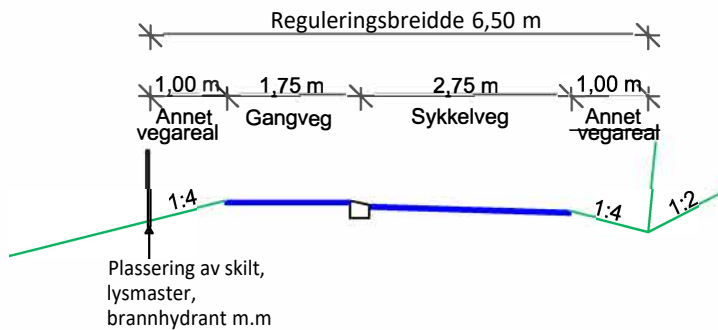 Reguleringsbreidde 6,50 m
1,00 m
1,75 m
2,75 m
1,00 m
Annet
vegareal
Gangveg
Sykkelveg
Annet
vegareal
1:4
1:4
1:2
Plassering av skilt,
lysmaster,
brannhydrant m.m